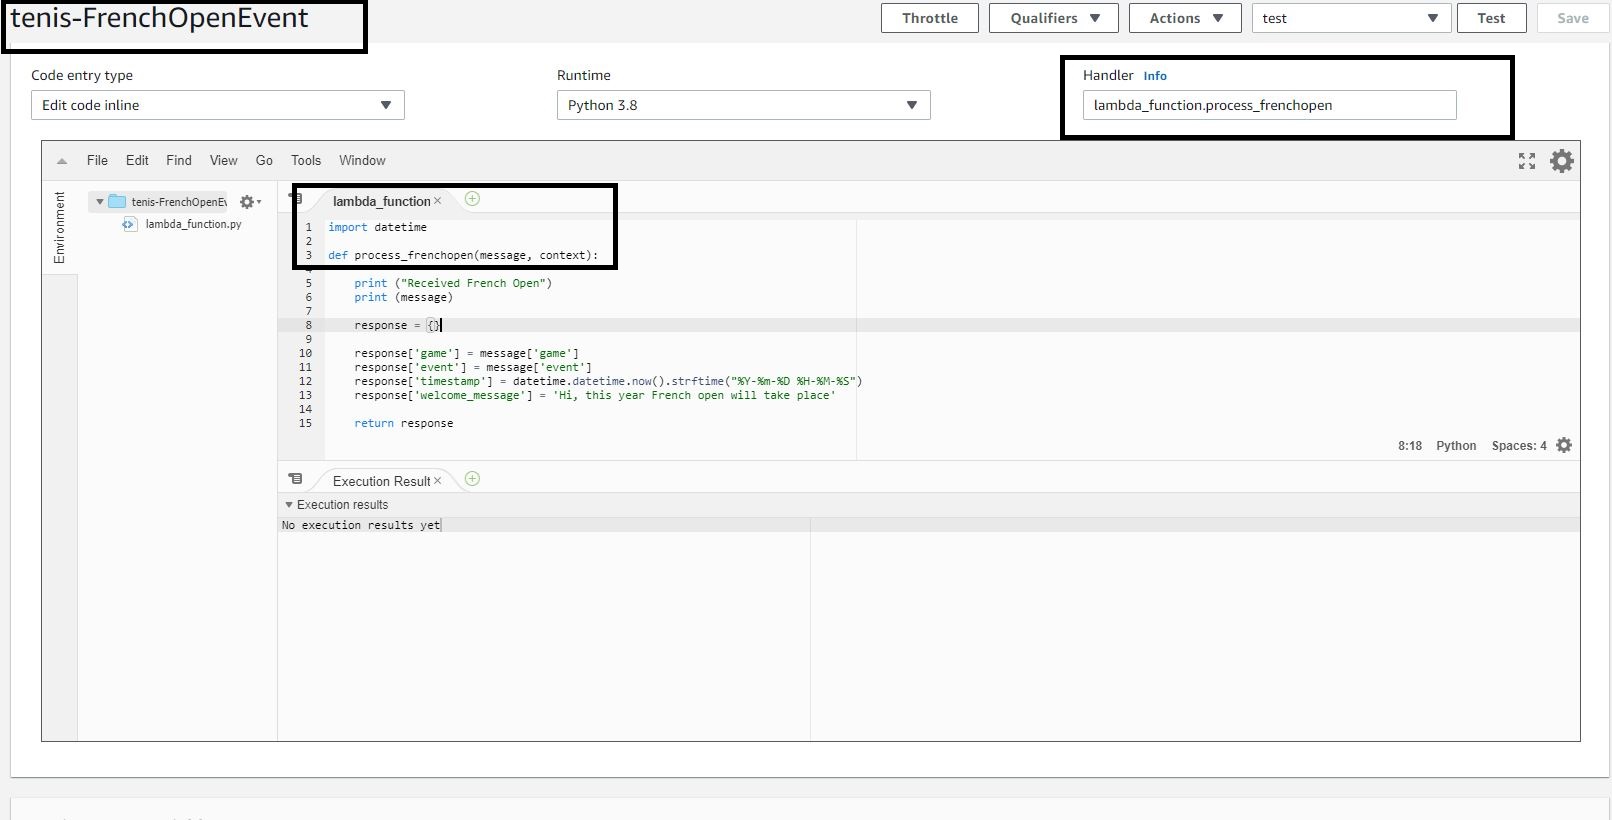 tenis-FrenchOpenEvent
Throttle
Qualifiers
Actions
test
Test
Save
Code entry type
Edit code inline
Runtime
Python 3.8
Handler Info
lambda_function.process_frenchopen
File Edit Find View Go Tools Window
Environment
tenis-FrenchOpenEv
lambda_function.py
lambda_function ×
1 import datetime
2
3 def process_frenchopen(message, context):
5 print ("Received French Open")
6 print (message)
7
8 response = {}
9
10 response['game'] = message['game']
11 response['event'] = message['event']
12 response['timestamp'] = datetime.datetime.now().strftime("%Y-%m-%D %H-%M-%S")
13 response['welcome_message'] = 'Hi, this year French open will take place'
14
15 return response
8:18 Python Spaces: 4
Execution Result ×
Execution results
No execution results yet